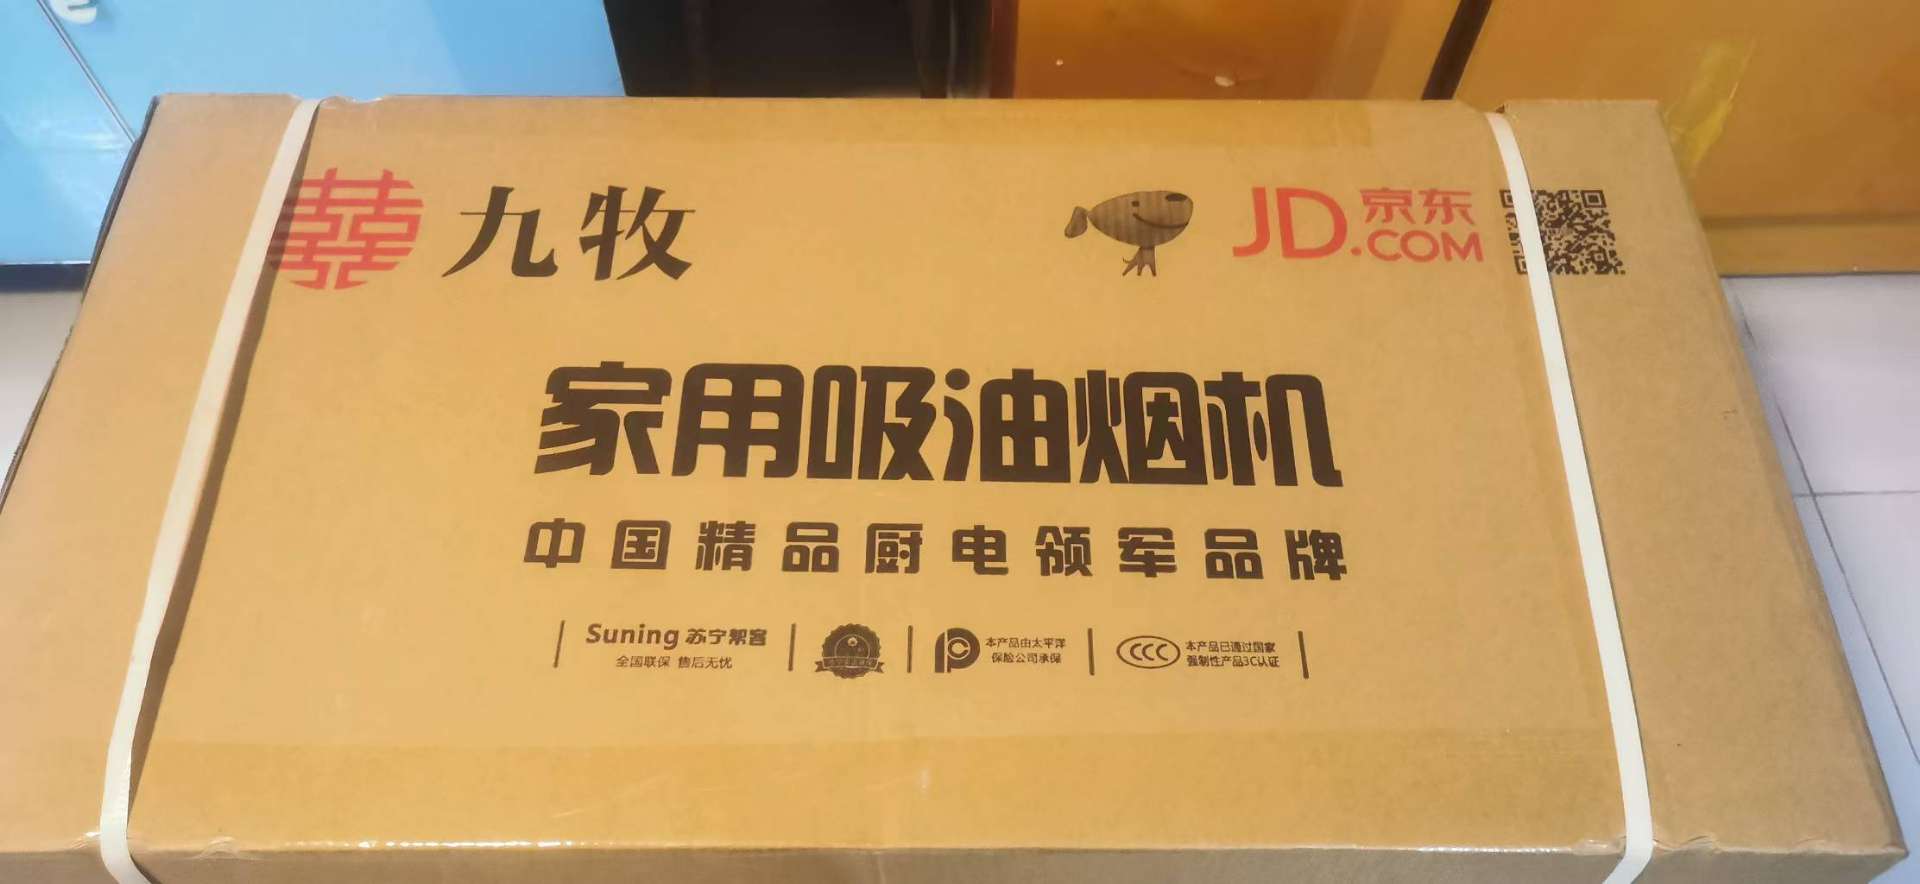 囍 九牧
JD.京东
.COM
家用吸油烟机
中国精品厨电领军品牌
Suning 苏宁帮客
全国联保 售后无忧
本产品由太平洋
保险公司承保
CCC
本产品已通过国家
强制性产品3C认证